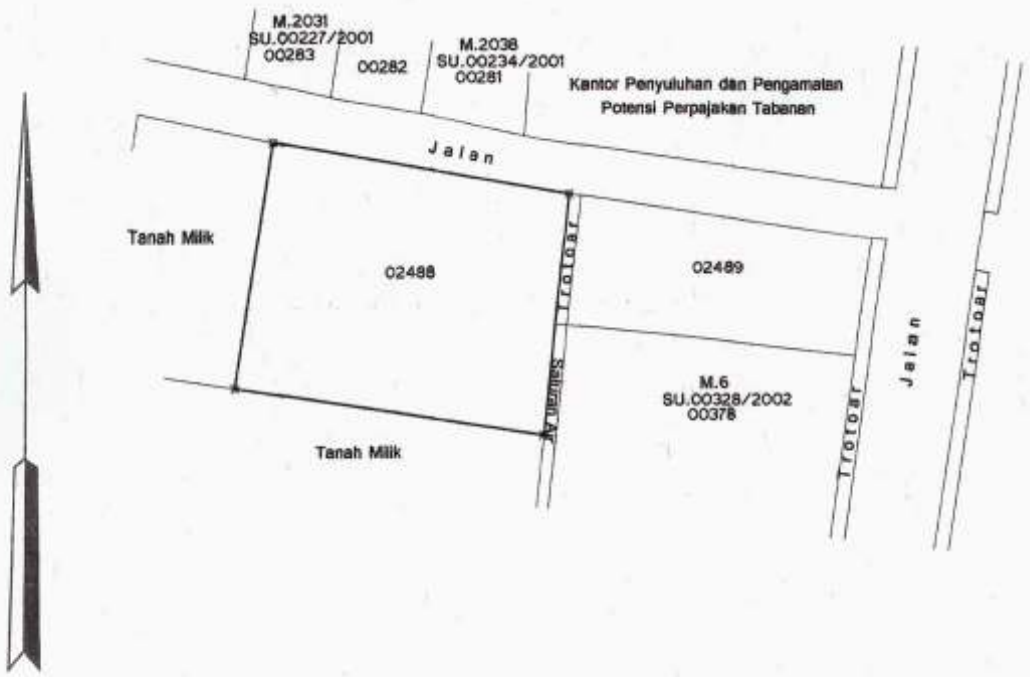 M.2031
SU.00227/2001
00283
00282
M.2038
SU.00234/2001
00281
Kantor Penyuluhan dan Pengamatan
Potensi Perpajakan Tabanan
Jalan
Tanah Milik
02488
Trotoar
02489
Jalan
Trotoar
Saluran Air
M.6
SU.00328/2002
00378
Trotoar
Tanah Milik